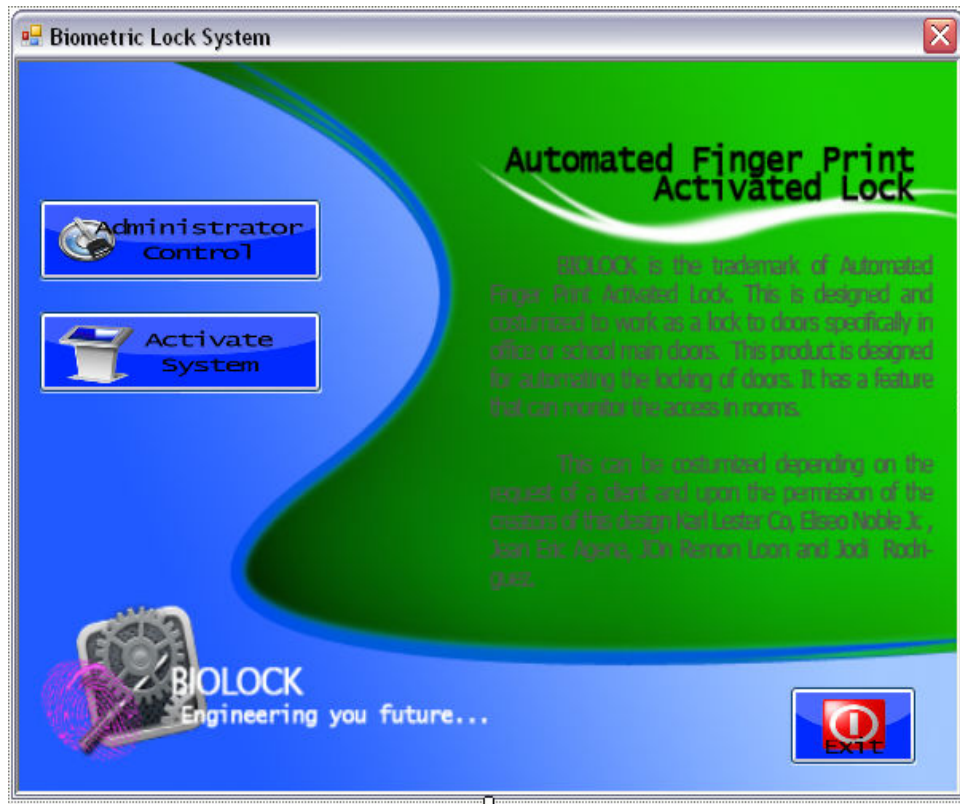 Biometric Lock System
Automated Finger Print
Activated Lock
Administrator
Control
Activate
System
BIOLOCK is the trademark of Automated
Finger Print Activated Lock. This is designed and
costumized to work as a lock to doors specifically in
office or school main doors. This product is designed
for automating the locking of doors. It has a feature
that can monitor the access in rooms.
This can be costumized depending on the
request of a client and upon the permission of the
creators of this design Karl Lester Co, Eliseo Noble Jr.,
Jean Eric Agena, JOn Remon Loon and Jodi Rodri-
guez.
BIOLOCK
Engineering you future...
Exit